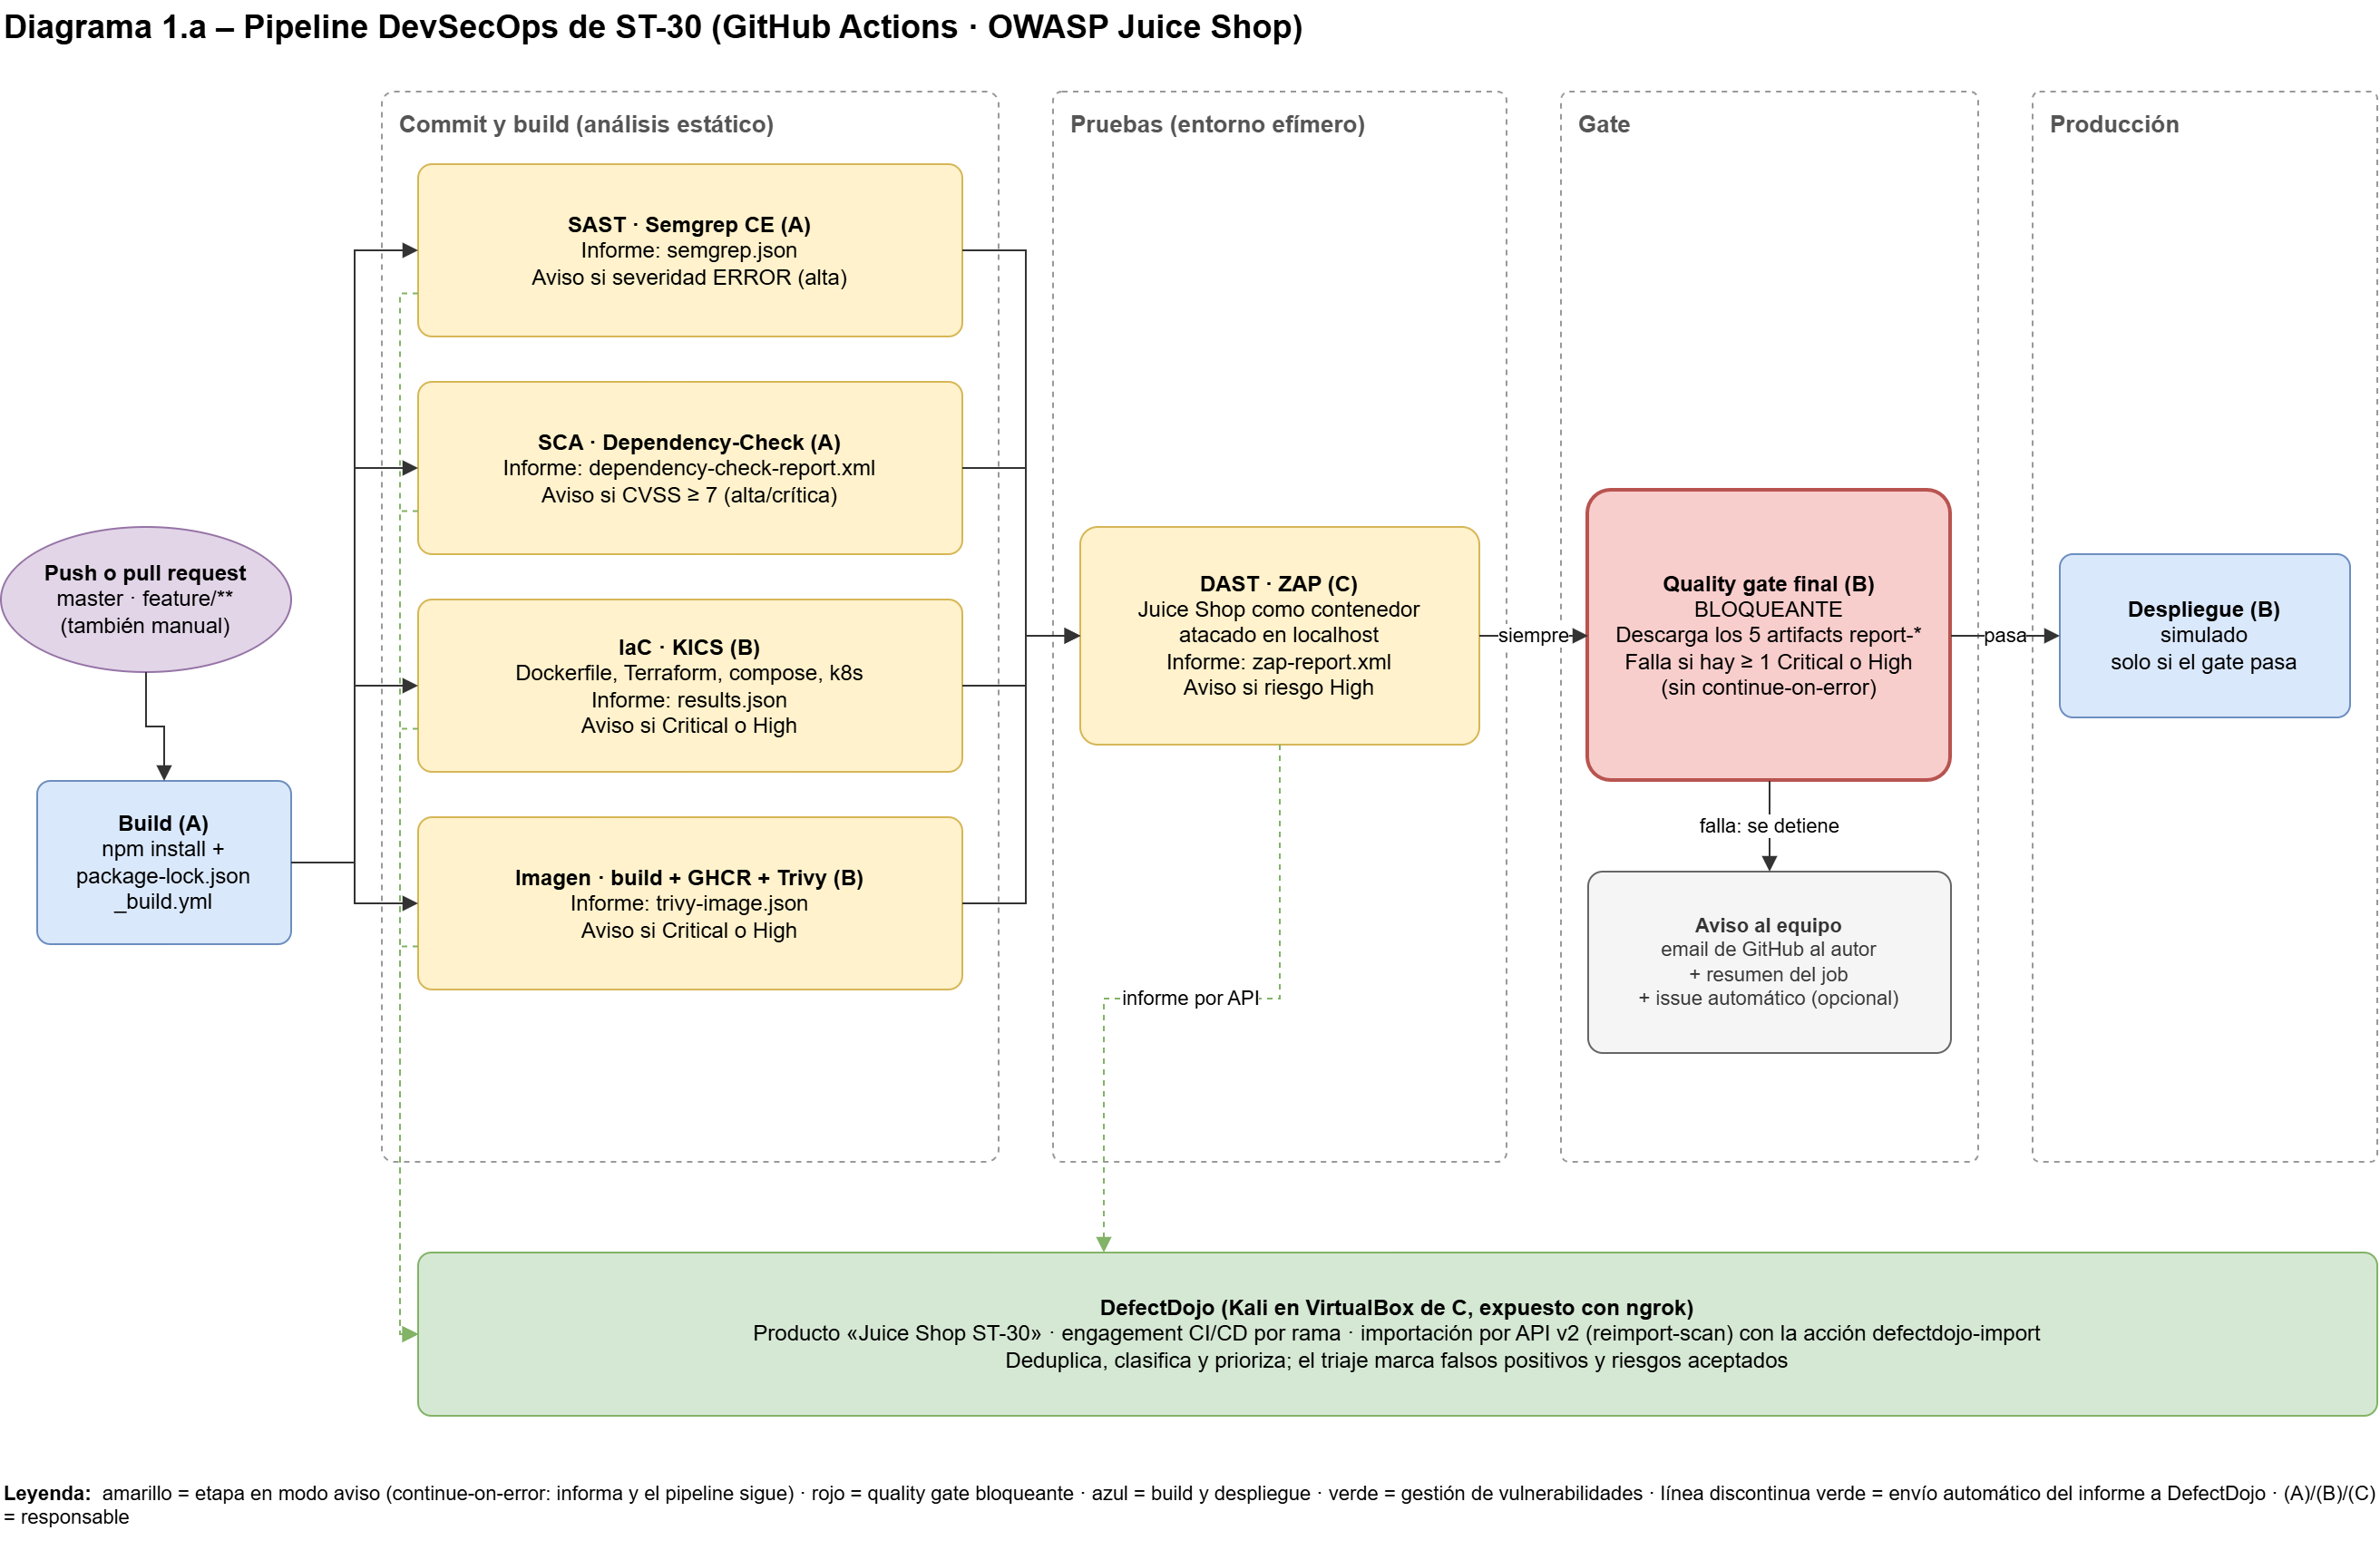 Diagrama 1.a – Pipeline DevSecOps de ST-30 (GitHub Actions · OWASP Juice Shop)
Commit y build (análisis estático)
Pruebas (entorno efímero)
Gate
Producción
SAST · Semgrep CE (A)
Informe: semgrep.json
Aviso si severidad ERROR (alta)
SCA · Dependency-Check (A)
Informe: dependency-check-report.xml
Aviso si CVSS ≥ 7 (alta/crítica)
Push o pull request
master · feature/**
(también manual)
IaC · KICS (B)
Dockerfile, Terraform, compose, k8s
Informe: results.json
Aviso si Critical o High
DAST · ZAP (C)
Juice Shop como contenedor
atacado en localhost
Informe: zap-report.xml
Aviso si riesgo High
siempre
Quality gate final (B)
BLOQUEANTE
Descarga los 5 artifacts report-*
Falla si hay ≥ 1 Critical o High
(sin continue-on-error)
pasa
Despliegue (B)
simulado
solo si el gate pasa
Build (A)
npm install +
package-lock.json
_build.yml
Imagen · build + GHCR + Trivy (B)
Informe: trivy-image.json
Aviso si Critical o High
falla: se detiene
Aviso al equipo
email de GitHub al autor
+ resumen del job
+ issue automático (opcional)
informe por API
DefectDojo (Kali en VirtualBox de C, expuesto con ngrok)
Producto «Juice Shop ST-30» · engagement CI/CD por rama · importación por API v2 (reimport-scan) con la acción defectdojo-import
Deduplica, clasifica y prioriza; el triaje marca falsos positivos y riesgos aceptados
Leyenda: amarillo = etapa en modo aviso (continue-on-error: informa y el pipeline sigue) · rojo = quality gate bloqueante · azul = build y despliegue · verde = gestión de vulnerabilidades · línea discontinua verde = envío automático del informe a DefectDojo · (A)/(B)/(C)
= responsable